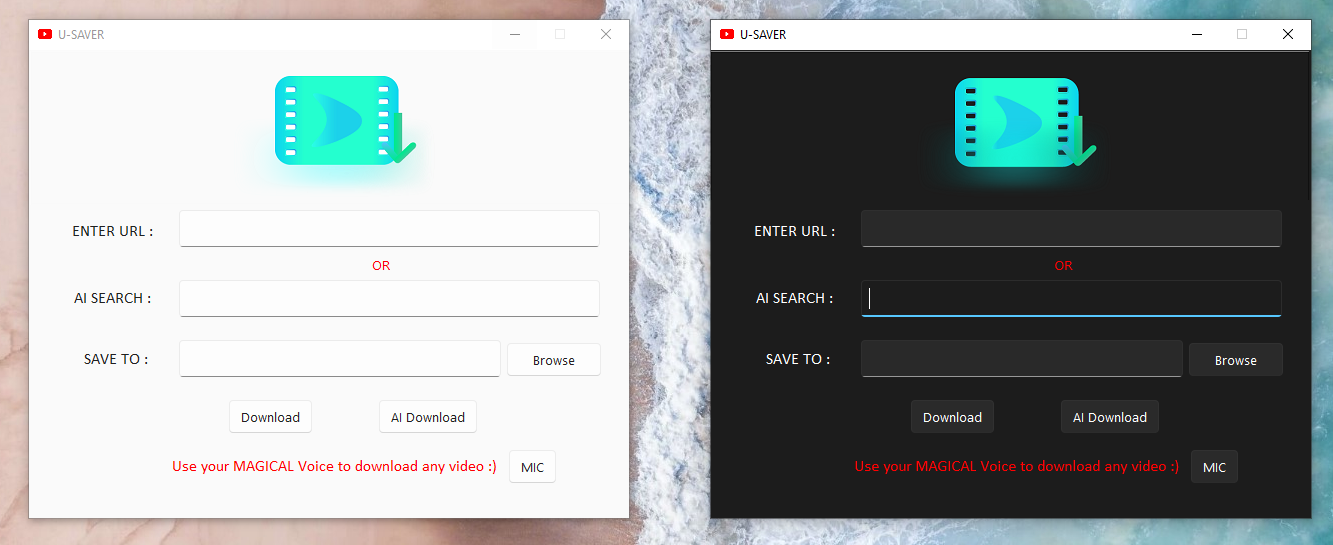 U-SAVER
ENTER URL :
OR
AI SEARCH :
SAVE TO :
Browse
Download
AI Download
Use your MAGICAL Voice to download any video :)
MIC
U-SAVER
ENTER URL :
OR
AI SEARCH :
SAVE TO :
Browse
Download
AI Download
Use your MAGICAL Voice to download any video :)
MIC